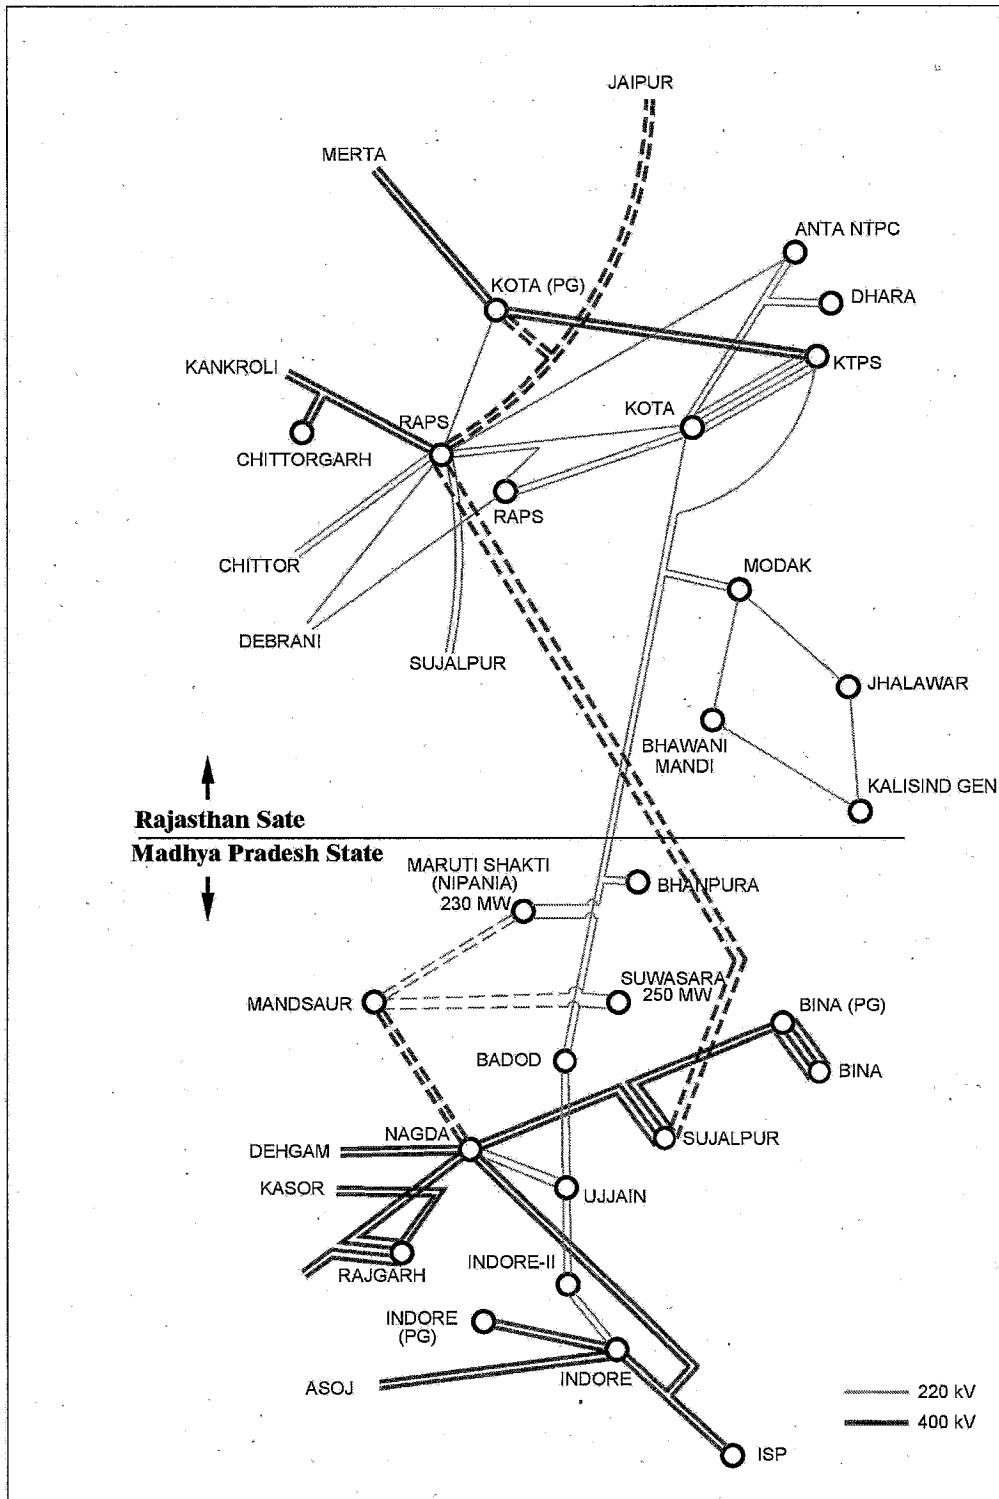 JAIPUR
MERTA
ANTA NTPC
KOTA (PG)
DHARA
KTPS
KANKROLI
RAPS
KOTA
CHITTORGARH
RAPS
CHITTOR
MODAK
DEBRANI
SUJALPUR
JHALAWAR
BHAWANI
MANDI
KALISIND GEN
Rajasthan Sate
Madhya Pradesh State
MARUTI SHAKTI
(NIPANIA)
230 MW
BHANPURA
SUWASARA
250 MW
MANDSAUR
BINA (PG)
BADOD
BINA
NAGDA
SUJALPUR
DEHGAM
KASOR
UJJAIN
RAJGARH
INDORE-II
INDORE
(PG)
INDORE
ASOJ
220 kV
400 kV
ISP